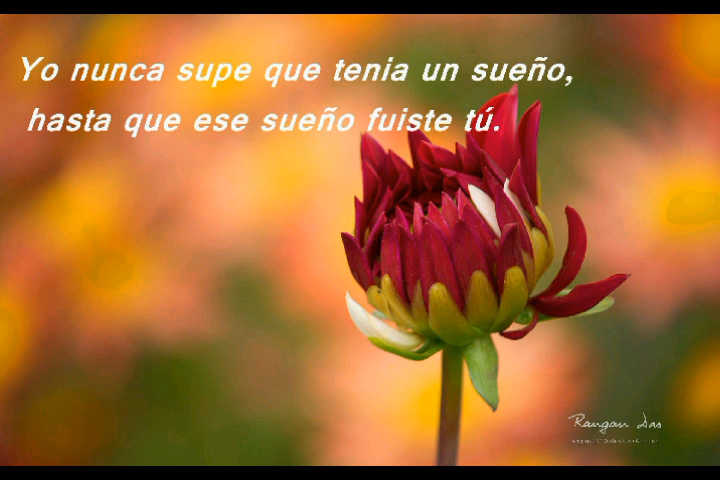 Yo nunca supe que tenia un sueño,
hasta que ese sueño fuiste tú.
Rangan Das